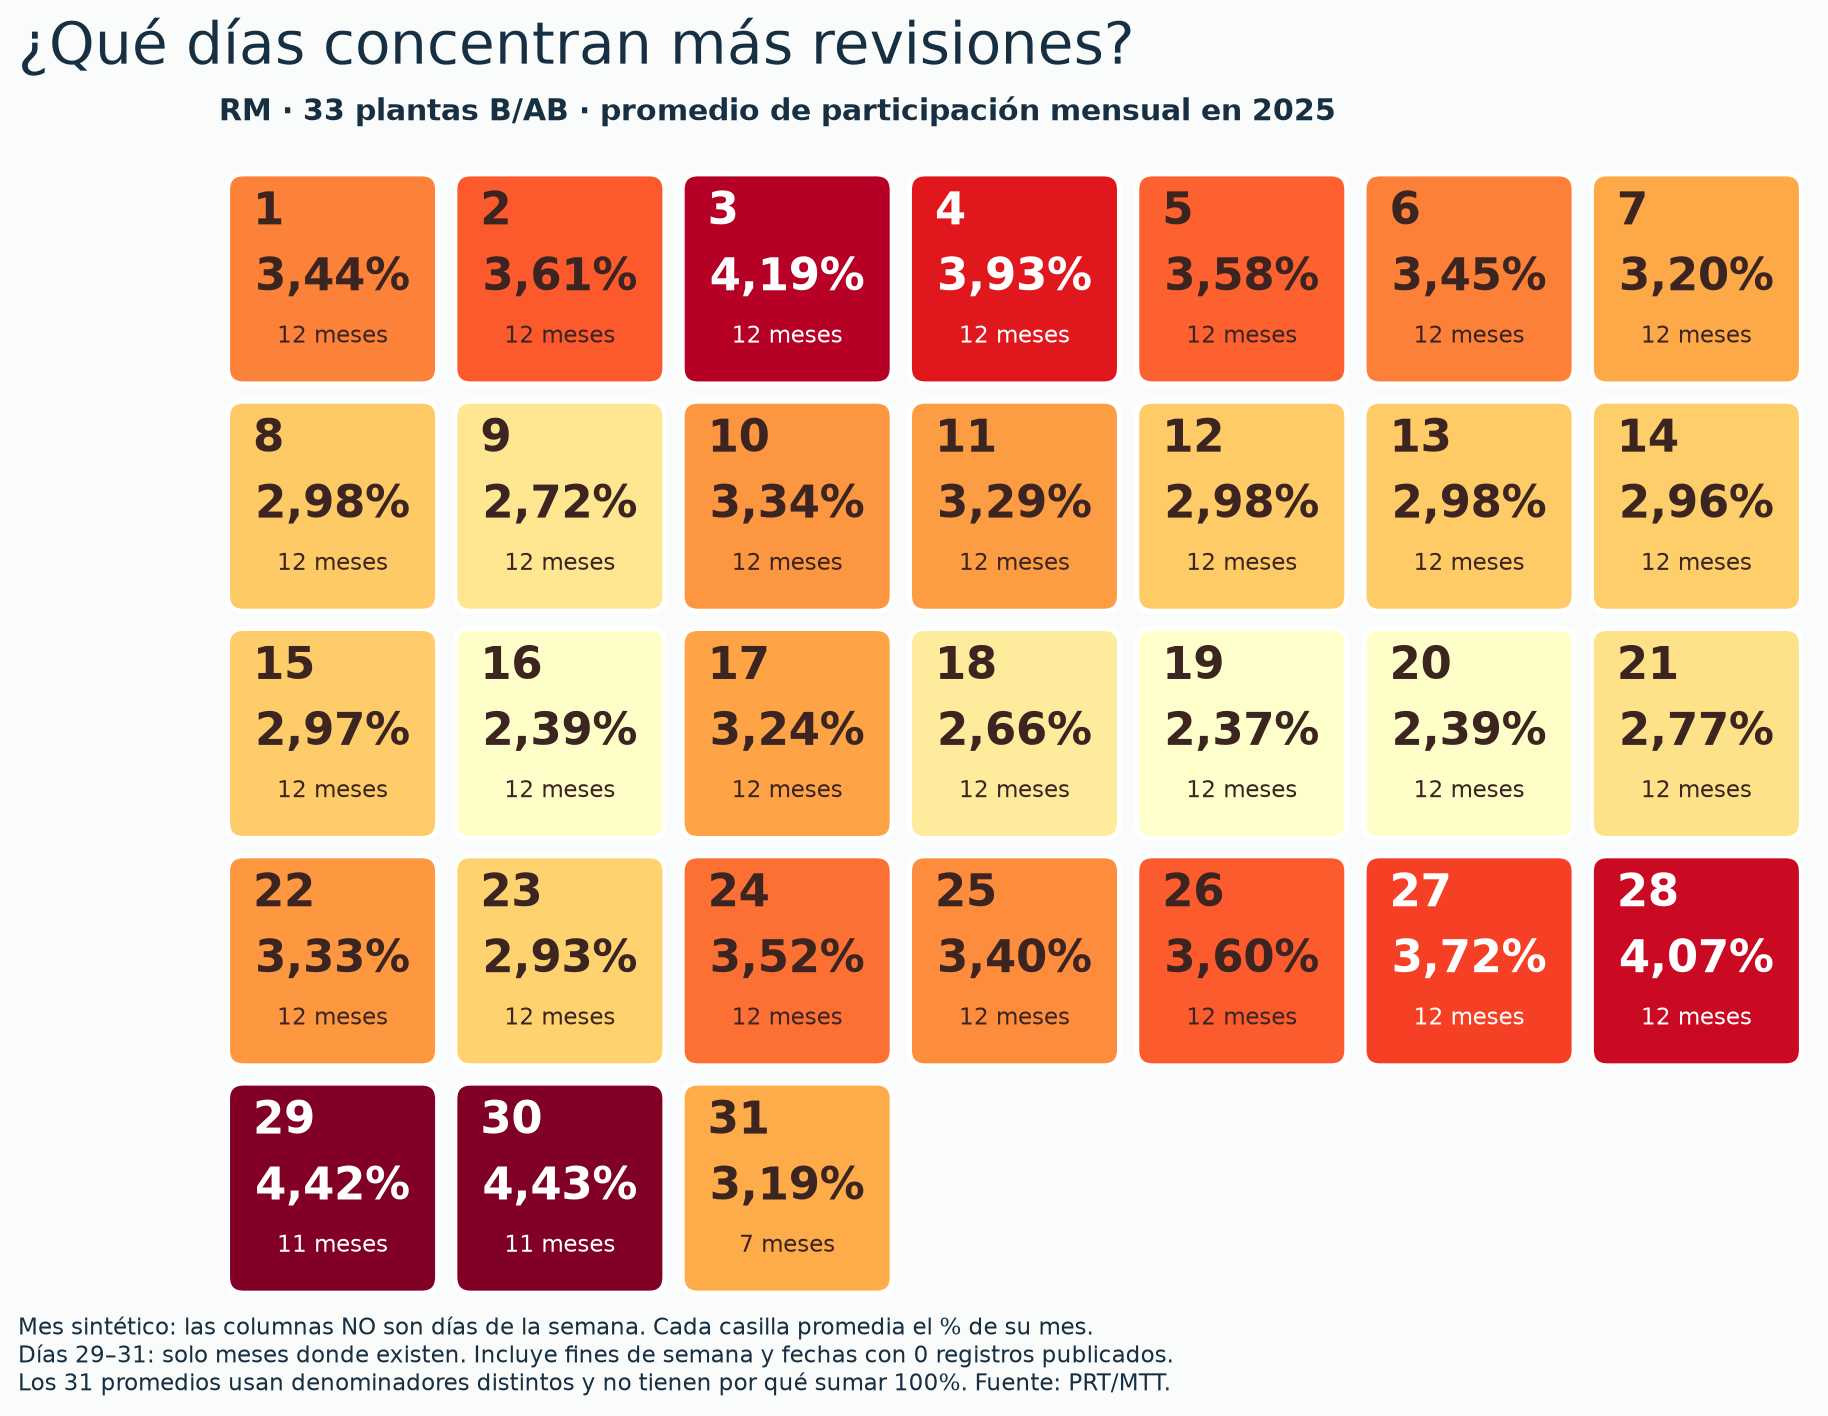 ¿Qué días concentran más revisiones?
RM · 33 plantas B/AB · promedio de participación mensual en 2025
1 2 3 4 5 6 7
3,44% 3,61% 4,19% 3,93% 3,58% 3,45% 3,20%
12 meses 12 meses 12 meses 12 meses 12 meses 12 meses 12 meses
8 9 10 11 12 13 14
2,98% 2,72% 3,34% 3,29% 2,98% 2,98% 2,96%
12 meses 12 meses 12 meses 12 meses 12 meses 12 meses 12 meses
15 16 17 18 19 20 21
2,97% 2,39% 3,24% 2,66% 2,37% 2,39% 2,77%
12 meses 12 meses 12 meses 12 meses 12 meses 12 meses 12 meses
22 23 24 25 26 27 28
3,33% 2,93% 3,52% 3,40% 3,60% 3,72% 4,07%
12 meses 12 meses 12 meses 12 meses 12 meses 12 meses 12 meses
29 30 31
4,42% 4,43% 3,19%
11 meses 11 meses 7 meses
Mes sintético: las columnas NO son días de la semana. Cada casilla promedia el % de su mes.
Días 29–31: solo meses donde existen. Incluye fines de semana y fechas con 0 registros publicados.
Los 31 promedios usan denominadores distintos y no tienen por qué sumar 100%. Fuente: PRT/MTT.